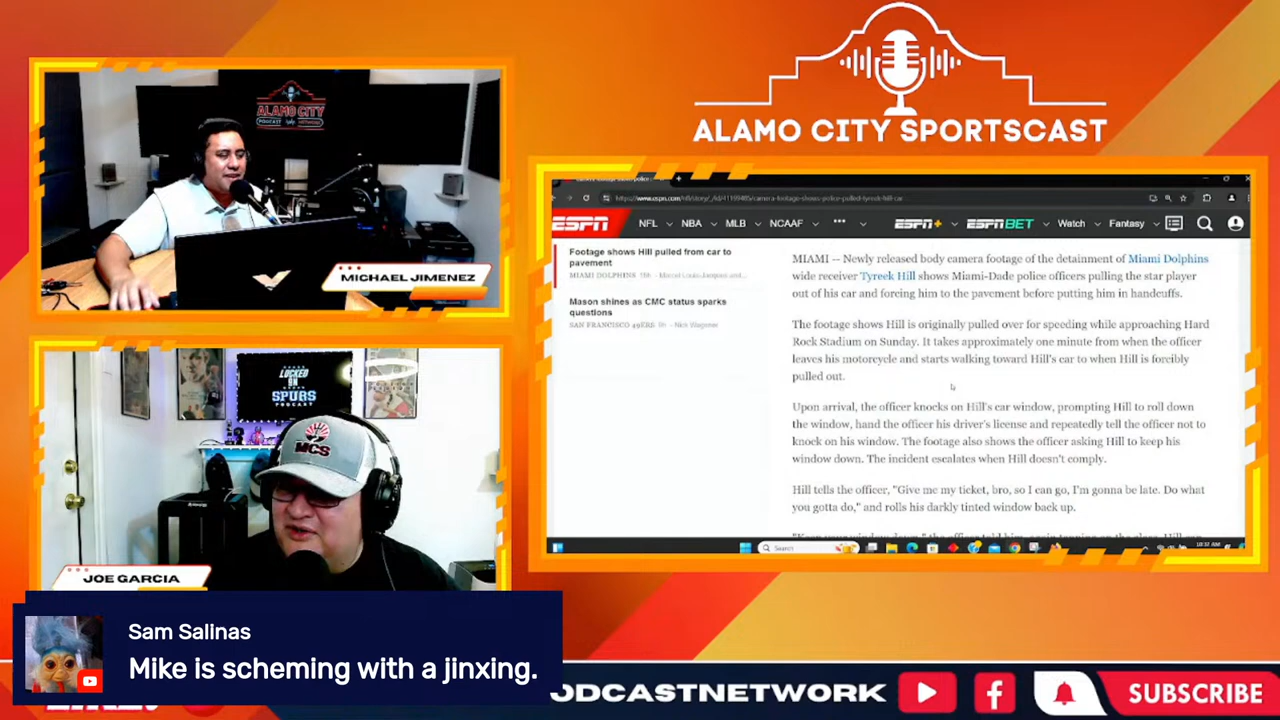 ALAMO CITY SPORTSCAST
ALAMO CITY
PODCAST NETWORK
MICHAEL JIMENEZ
LOCKED
ON
SPURS
PODCAST
MCS
JOE GARCIA
ESPN
NFL
NBA
MLB
NCAAF
ESPN+
ESPN BET
Watch
Fantasy
Footage shows Hill pulled from car to
pavement
MIAMI DOLPHINS
Mason shines as CMC status sparks
questions
SAN FRANCISCO 49ERS
MIAMI -- Newly released body camera footage of the detainment of Miami Dolphins
wide receiver Tyreek Hill shows Miami-Dade police officers pulling the star player
out of his car and forcing him to the pavement before putting him in handcuffs.
The footage shows Hill is originally pulled over for speeding while approaching Hard
Rock Stadium on Sunday. It takes approximately one minute from when the officer
leaves his motorcycle and starts walking toward Hill's car to when Hill is forcibly
pulled out.
Upon arrival, the officer knocks on Hill's car window, prompting Hill to roll down
the window, hand the officer his driver's license and repeatedly tell the officer not to
knock on his window. The footage also shows the officer asking Hill to keep his
window down. The incident escalates when Hill doesn't comply.
Hill tells the officer, "Give me my ticket, bro, so I can go, I'm gonna be late. Do what
you gotta do," and rolls his darkly tinted window back up.
Search
10:37 AM
Sam Salinas
Mike is scheming with a jinxing.
ODCASTNETWORK
SUBSCRIBE